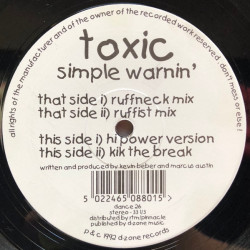 all rights of the manufacturer and of the owner of the recorded work reserved. don't mess or else!
toxic
simple warnin'
that side i) ruffneck mix
that side ii) ruffist mix
this side i) hi power version
this side ii) kik the break
written and produced by kevin beber and marcus austin
5 022465 088015 >
dance 26
stereo - 33 1/3
distributed by rtm/pinnacle
published by d-zone music
p & c 1992 d-zone records